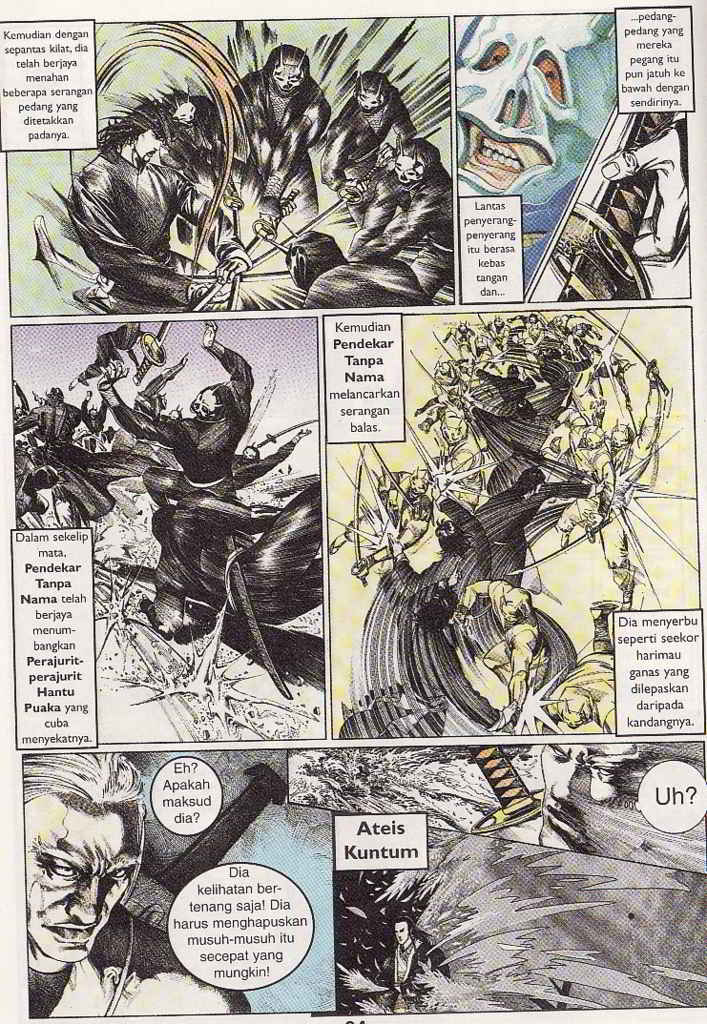 Kemudian dengan
sepantas kilat, dia
telah berjaya
menahan
beberapa serangan
pedang yang
ditetakkan
padanya.
Lantas
penyerang-
penyerang
itu berasa
kebas
tangan
dan...
...pedang-
pedang yang
mereka
pegang itu
pun jatuh ke
bawah dengan
sendirinya.
Dalam sekelip
mata,
Pendekar
Tanpa
Nama telah
berjaya
menum-
bangkan
Perajurit-
perajurit
Hantu
Puaka yang
cuba
menyekatnya.
Kemudian
Pendekar
Tanpa
Nama
melancarkan
serangan
balas.
Dia menyerbu
seperti seekor
harimau
ganas yang
dilepaskan
daripada
kandangnya.
Eh?
Apakah
maksud
dia?
Dia
kelihatan ber-
tenang saja! Dia
harus menghapuskan
musuh-musuh itu
secepat yang
mungkin!
Uh?
Ateis
Kuntum